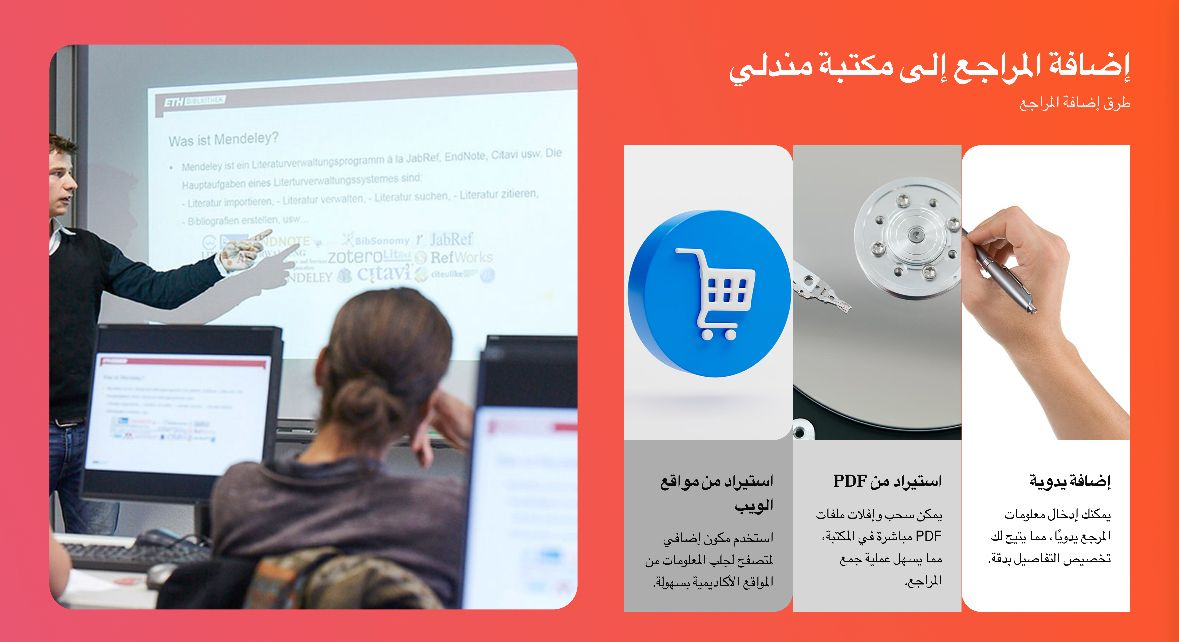 إضافة المراجع إلى مكتبة مندلي
طرق إضافة المراجع
إضافة يدوية
يمكنك إدخال معلومات
المرجع يدويًا، مما يتيح لك
تخصيص التفاصيل بدقة.
استيراد من PDF
يمكن سحب وإفلات ملفات
PDF مباشرة في المكتبة،
مما يسهل عملية جمع
المراجع.
استيراد من مواقع
الويب
استخدم مكون إضافي
لتصفح لجلب المعلومات من
المواقع الأكاديمية بسهولة.
ETH BIBLIOTHEK
Was ist Mendeley?
• Mendeley ist ein Literaturverwaltungsprogramm à la JabRef, EndNote, Citavi usw. Die
Hauptaufgaben eines Literturverwaltungssystemes sind:
- Literatur importieren, - Literatur verwalten, - Literatur suchen, - Literatur zitieren,
- Bibliografien erstellen, usw...
BibSonomy JabRef
zotero RefWorks
citavi citeulike